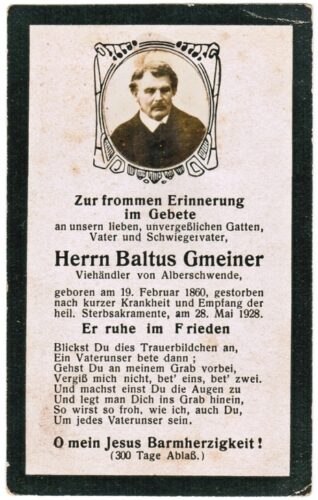 Zur frommen Erinnerung
im Gebete
an unsern lieben, unvergeßlichen Gatten,
Vater und Schwiegervater,
Herrn Baltus Gmeiner
Viehändler von Alberschwende,
geboren am 19. Februar 1860, gestorben
nach kurzer Krankheit und Empfang der
heil. Sterbsakramente, am 28. Mai 1928.
Er ruhe im Frieden
Blickst Du dies Trauerbildchen an,
Ein Vaterunser bete dann ;
Gehst Du an meinem Grab vorbei,
Vergiß mich nicht, bet' eins, bet' zwei.
Und machst einst Du die Augen zu
Und legt man Dich ins Grab hinein,
So wirst so froh, wie ich, auch Du,
Um jedes Vaterunser sein.
O mein Jesus Barmherzigkeit !
(300 Tage Ablaß.)